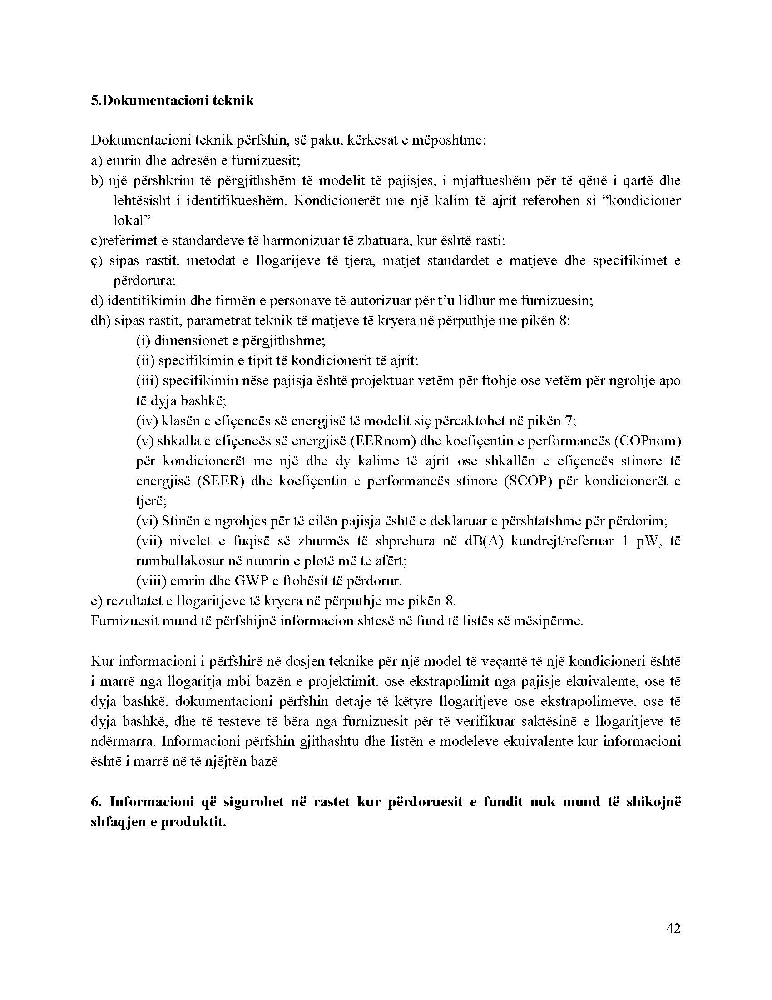 5.Dokumentacioni teknik
Dokumentacioni teknik përfshin, së paku, kërkesat e mëposhtme:
a) emrin dhe adresën e furnizuesit;
b) një përshkrim të përgjithshëm të modelit të pajisjes, i mjaftueshëm për të qënë i qartë dhe
lehtësisht i identifikueshëm. Kondicionerët me një kalim të ajrit referohen si “kondicioner
lokal”
c)referimet e standardeve të harmonizuar të zbatuara, kur është rasti;
ç) sipas rastit, metodat e llogarijeve të tjera, matjet standardet e matjeve dhe specifikimet e
përdorura;
d) identifikimin dhe firmën e personave të autorizuar për t’u lidhur me furnizuesin;
dh) sipas rastit, parametrat teknik të matjeve të kryera në përputhje me pikën 8:
(i) dimensionet e përgjithshme;
(ii) specifikimin e tipit të kondicionerit të ajrit;
(iii) specifikimin nëse pajisja është projektuar vetëm për ftohje ose vetëm për ngrohje apo
të dyja bashkë;
(iv) klasën e efiçencës së energjisë të modelit siç përcaktohet në pikën 7;
(v) shkalla e efiçencës së energjisë (EERnom) dhe koefiçentin e performancës (COPnom)
për kondicionerët me një dhe dy kalime të ajrit ose shkallën e efiçencës stinore të
energjisë (SEER) dhe koefiçentin e performancës stinore (SCOP) për kondicionerët e
tjerë;
(vi) Stinën e ngrohjes për të cilën pajisja është e deklaruar e përshtatshme për përdorim;
(vii) nivelet e fuqisë së zhurmës të shprehura në dB(A) kundrejt/referuar 1 pW, të
rumbullakosur në numrin e plotë më te afërt;
(viii) emrin dhe GWP e ftohësit të përdorur.
e) rezultatet e llogaritjeve të kryera në përputhje me pikën 8.
Furnizuesit mund të përfshijnë informacion shtesë në fund të listës së mësipërme.
Kur informacioni i përfshirë në dosjen teknike për një model të veçantë të një kondicioneri është
i marrë nga llogaritja mbi bazën e projektimit, ose ekstrapolimit nga pajisje ekuivalente, ose të
dyja bashkë, dokumentacioni përfshin detaje të këtyre llogaritjeve ose ekstrapolimeve, ose të
dyja bashkë, dhe të testeve të bëra nga furnizuesit për të verifikuar saktësinë e llogaritjeve të
ndërmarra. Informacioni përfshin gjithashtu dhe listën e modeleve ekuivalente kur informacioni
është i marrë në të njëjtën bazë
6. Informacioni që sigurohet në rastet kur përdoruesit e fundit nuk mund të shikojnë
shfaqjen e produktit.
42